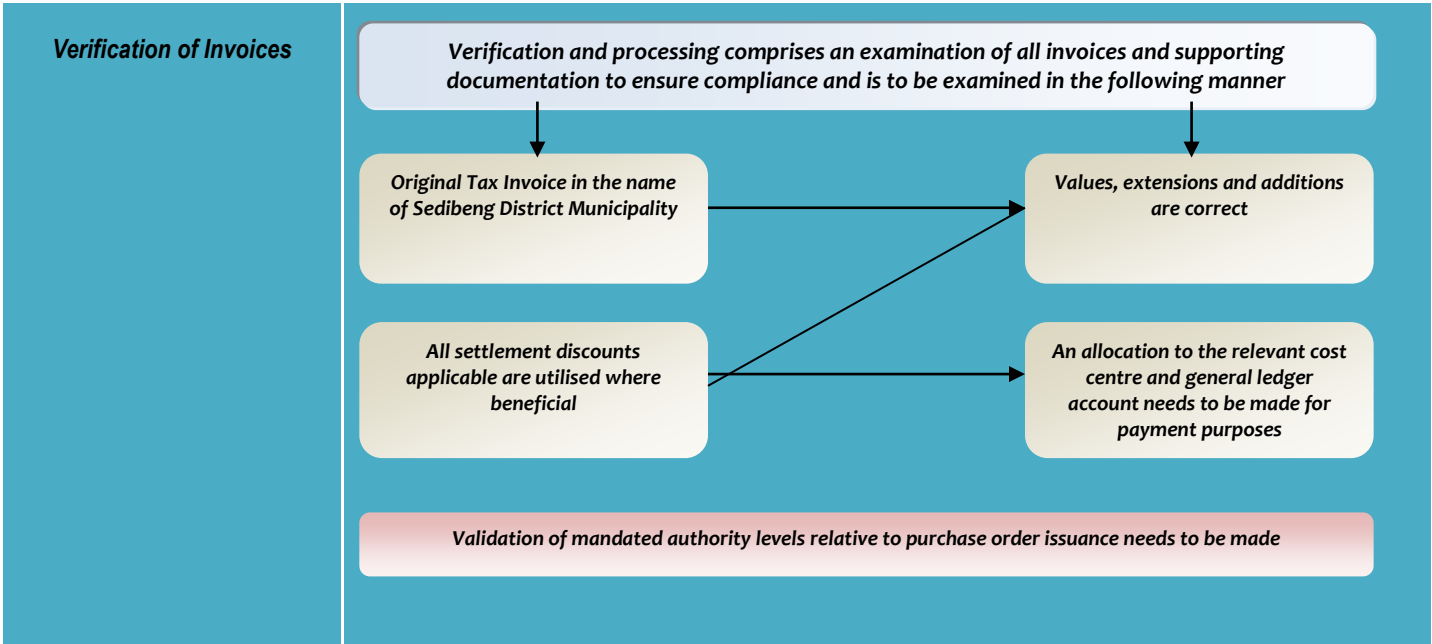 Verification of Invoices
Verification and processing comprises an examination of all invoices and supporting
documentation to ensure compliance and is to be examined in the following manner
Original Tax Invoice in the name
of Sedibeng District Municipality
Values, extensions and additions
are correct
All settlement discounts
applicable are utilised where
beneficial
An allocation to the relevant cost
centre and general ledger
account needs to be made for
payment purposes
Validation of mandated authority levels relative to purchase order issuance needs to be made